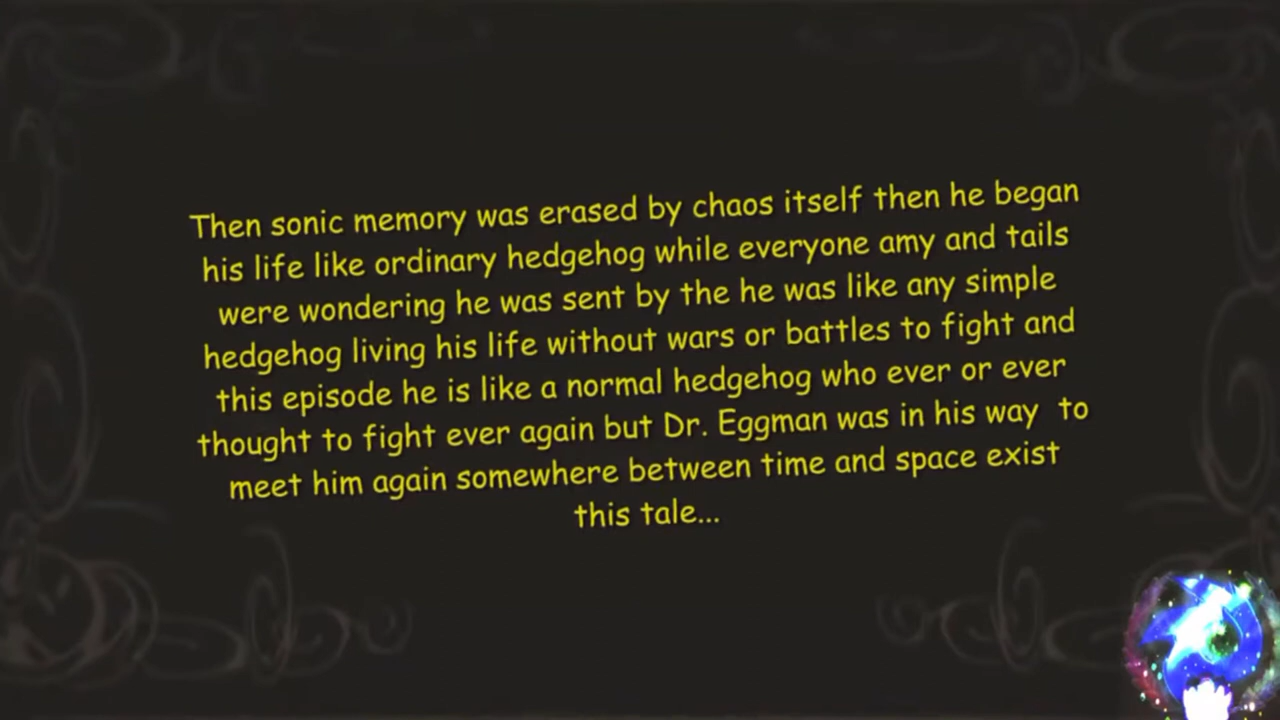 Then sonic memory was erased by chaos itself then he began
his life like ordinary hedgehog while everyone amy and tails
were wondering he was sent by the he was like any simple
hedgehog living his life without wars or battles to fight and
this episode he is like a normal hedgehog who ever or ever
thought to fight ever again but Dr. Eggman was in his way to
meet him again somewhere between time and space exist
this tale...